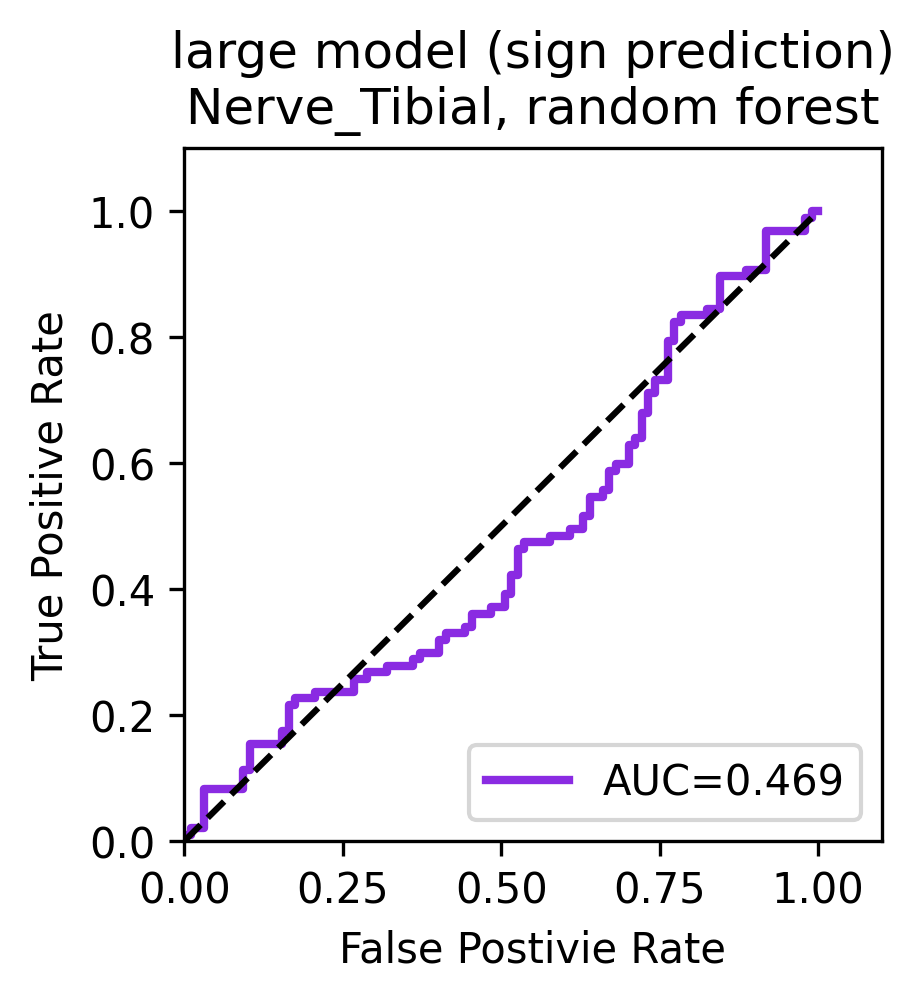 large model (sign prediction)
Nerve_Tibial, random forest
True Positive Rate
1.0
0.8
0.6
0.4
0.2
0.0
AUC=0.469
0.00 0.25 0.50 0.75 1.00
False Postivie Rate